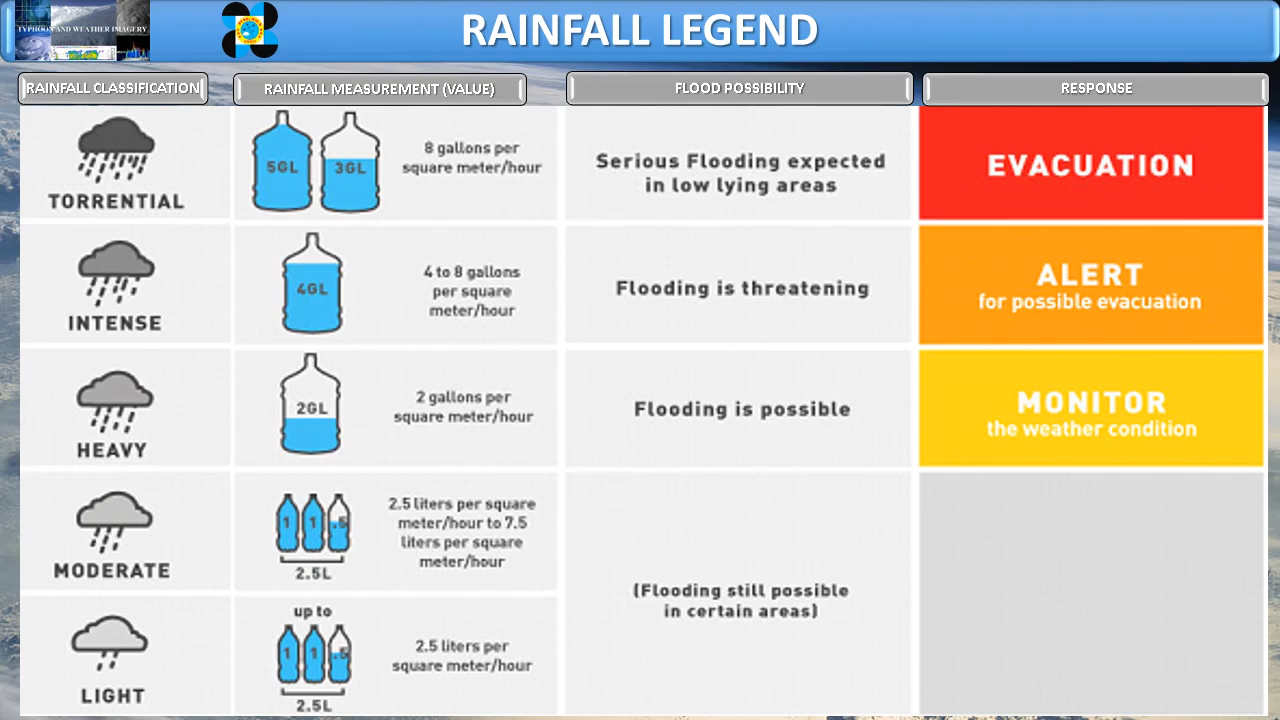 TYPHOON AND WEATHER IMAGERY
RAINFALL LEGEND
RAINFALL CLASSIFICATION
RAINFALL MEASUREMENT (VALUE)
FLOOD POSSIBILITY
RESPONSE
TORRENTIAL
5GL
3GL
8 gallons per
square meter/hour
Serious Flooding expected
in low lying areas
EVACUATION
INTENSE
4GL
4 to 8 gallons
per square
meter/hour
Flooding is threatening
ALERT
for possible evacuation
HEAVY
2GL
2 gallons per
square meter/hour
Flooding is possible
MONITOR
the weather condition
MODERATE
1 1 .5
2.5L
2.5 liters per square
meter/hour to 7.5
liters per square
meter/hour
(Flooding still possible
in certain areas)
LIGHT
up to
1 1 .5
2.5L
2.5 liters per
square meter/hour